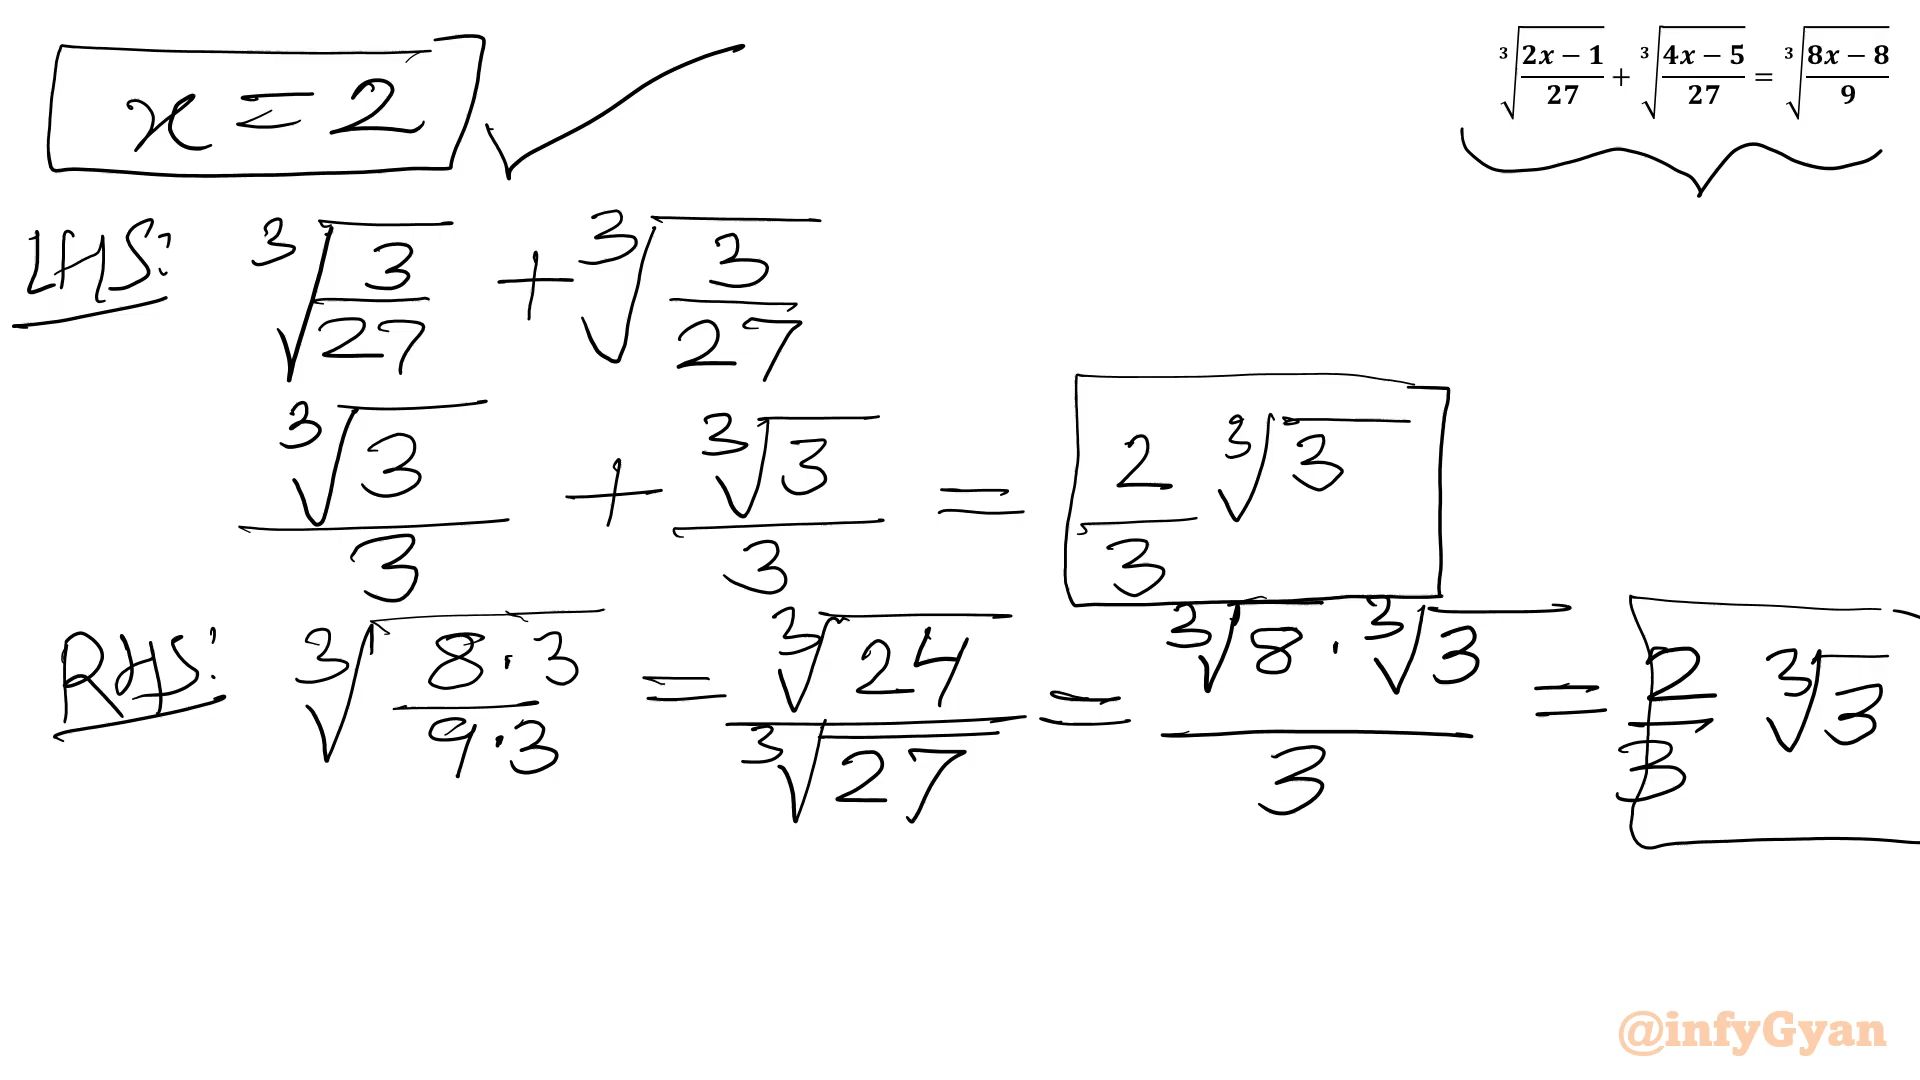 x = 2
∛((2x − 1)/27) + ∛((4x − 5)/27) = ∛((8x − 8)/9)
LHS: ∛(3/27) + ∛(3/27)
∛3/3 + ∛3/3 = 2/3 ∛3
RHS: ∛((8·3)/(9·3)) = ∛24/∛27 = (∛8 · ∛3)/3 = 2/3 ∛3
@infyGyan